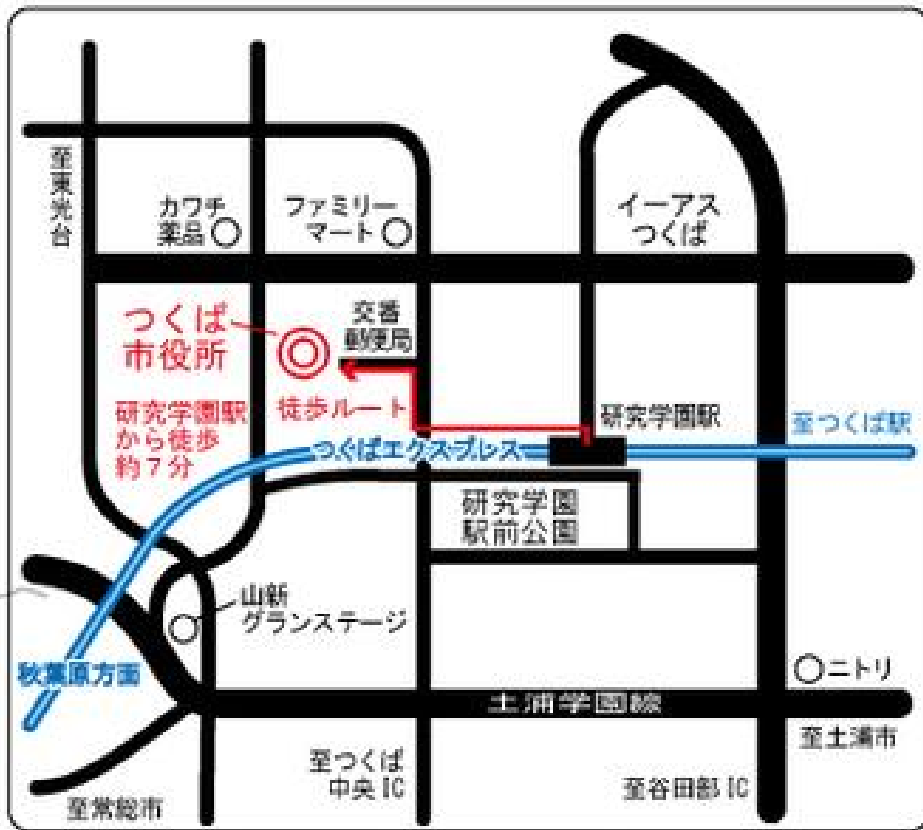 至東光台
カワチ
薬品
ファミリー
マート
イーアス
つくば
つくば
市役所
交番
郵便局
研究学園駅
から徒歩
約7分
徒歩ルート
研究学園駅
至つくば駅
つくばエクスプレス
研究学園
駅前公園
山新
グランステージ
秋葉原方面
ニトリ
土浦学園線
至土浦市
至つくば
中央IC
至谷田部IC
至常総市